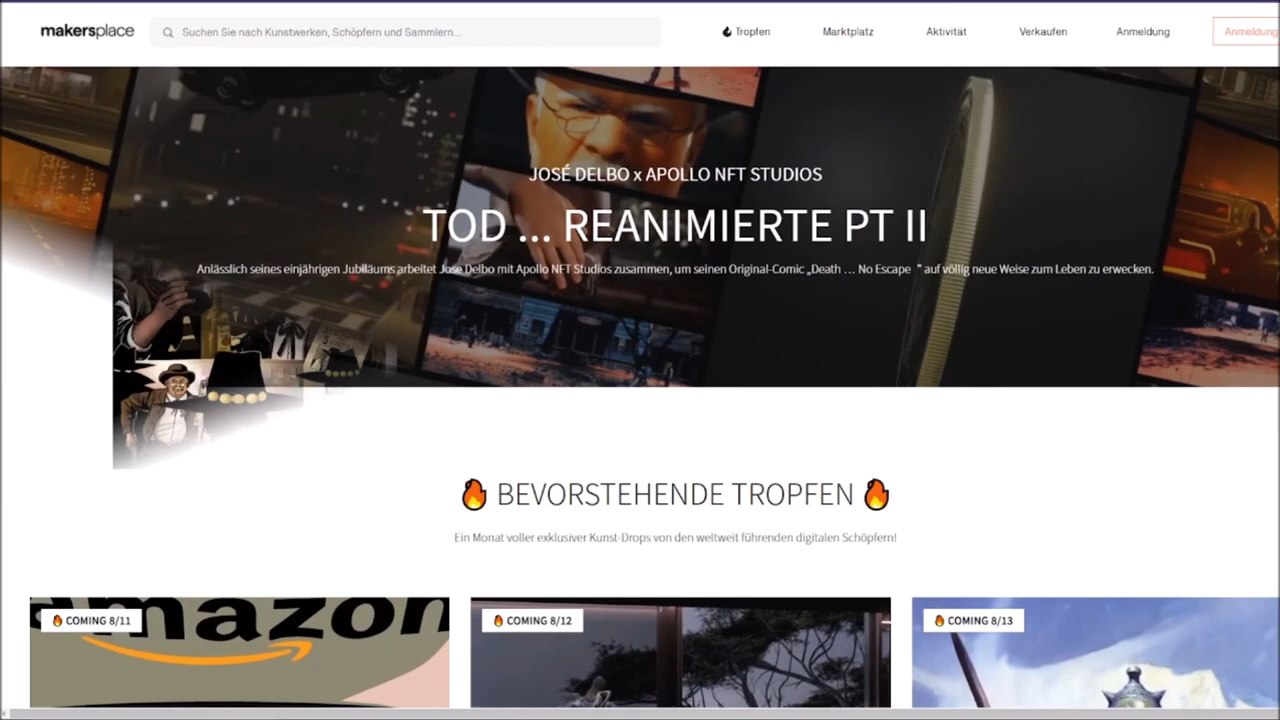 makersplace
Suchen Sie nach Kunstwerken, Schöpfern und Sammlern...
Tropfen
Marktplatz
Aktivität
Verkaufen
Anmeldung
Anmeldung
JOSÉ DELBO x APOLLO NFT STUDIOS
TOD ... REANIMIERTE PT II
Anlässlich seines einjährigen Jubiläums arbeitet Jose Delbo mit Apollo NFT Studios zusammen, um seinen Original-Comic „Death … No Escape " auf völlig neue Weise zum Leben zu erwecken.
🔥 BEVORSTEHENDE TROPFEN 🔥
Ein Monat voller exklusiver Kunst-Drops von den weltweit führenden digitalen Schöpfern!
🔥 COMING 8/11
amazon
🔥 COMING 8/12
🔥 COMING 8/13